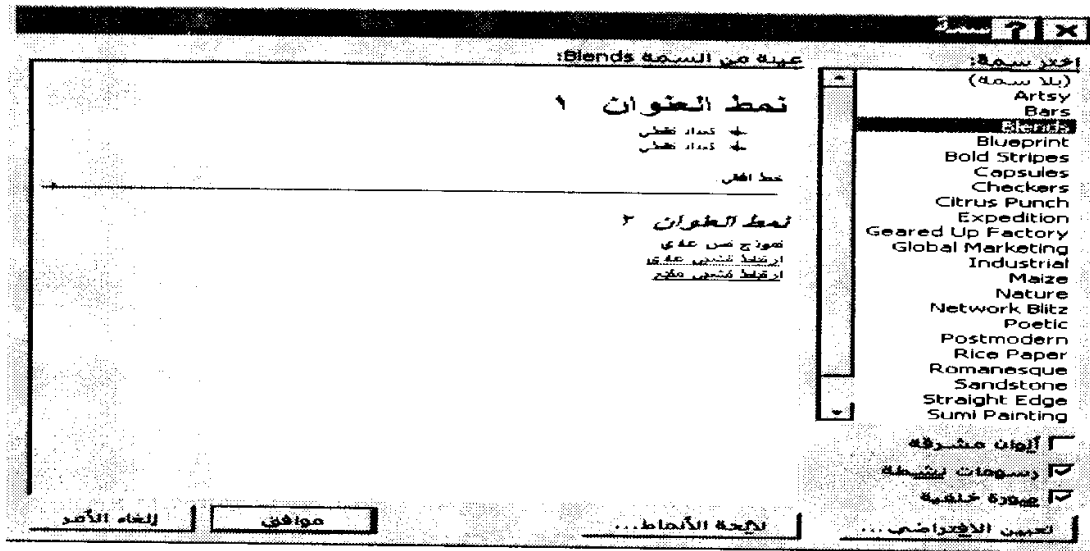 سمة
اختر سمة:
(بلا سمة)
Artsy
Bars
Blends
Blueprint
Bold Stripes
Capsules
Checkers
Citrus Punch
Expedition
Geared Up Factory
Global Marketing
Industrial
Maize
Nature
Network Blitz
Poetic
Postmodern
Rice Paper
Romanesque
Sandstone
Straight Edge
Sumi Painting
ألوان مشرقة
رسومات نشطة
صورة خلفية
عينة من السمة Blends:
نمط العنوان ١
تعداد نقطي
تعداد نقطي
خط افقي
نمط العنوان ٢
نموذج نص عادي
ارتباط تشعبي عادي
ارتباط تشعبي متبع
تعيين الافتراضي...
لائحة الأنماط...
موافق
إلغاء الأمر